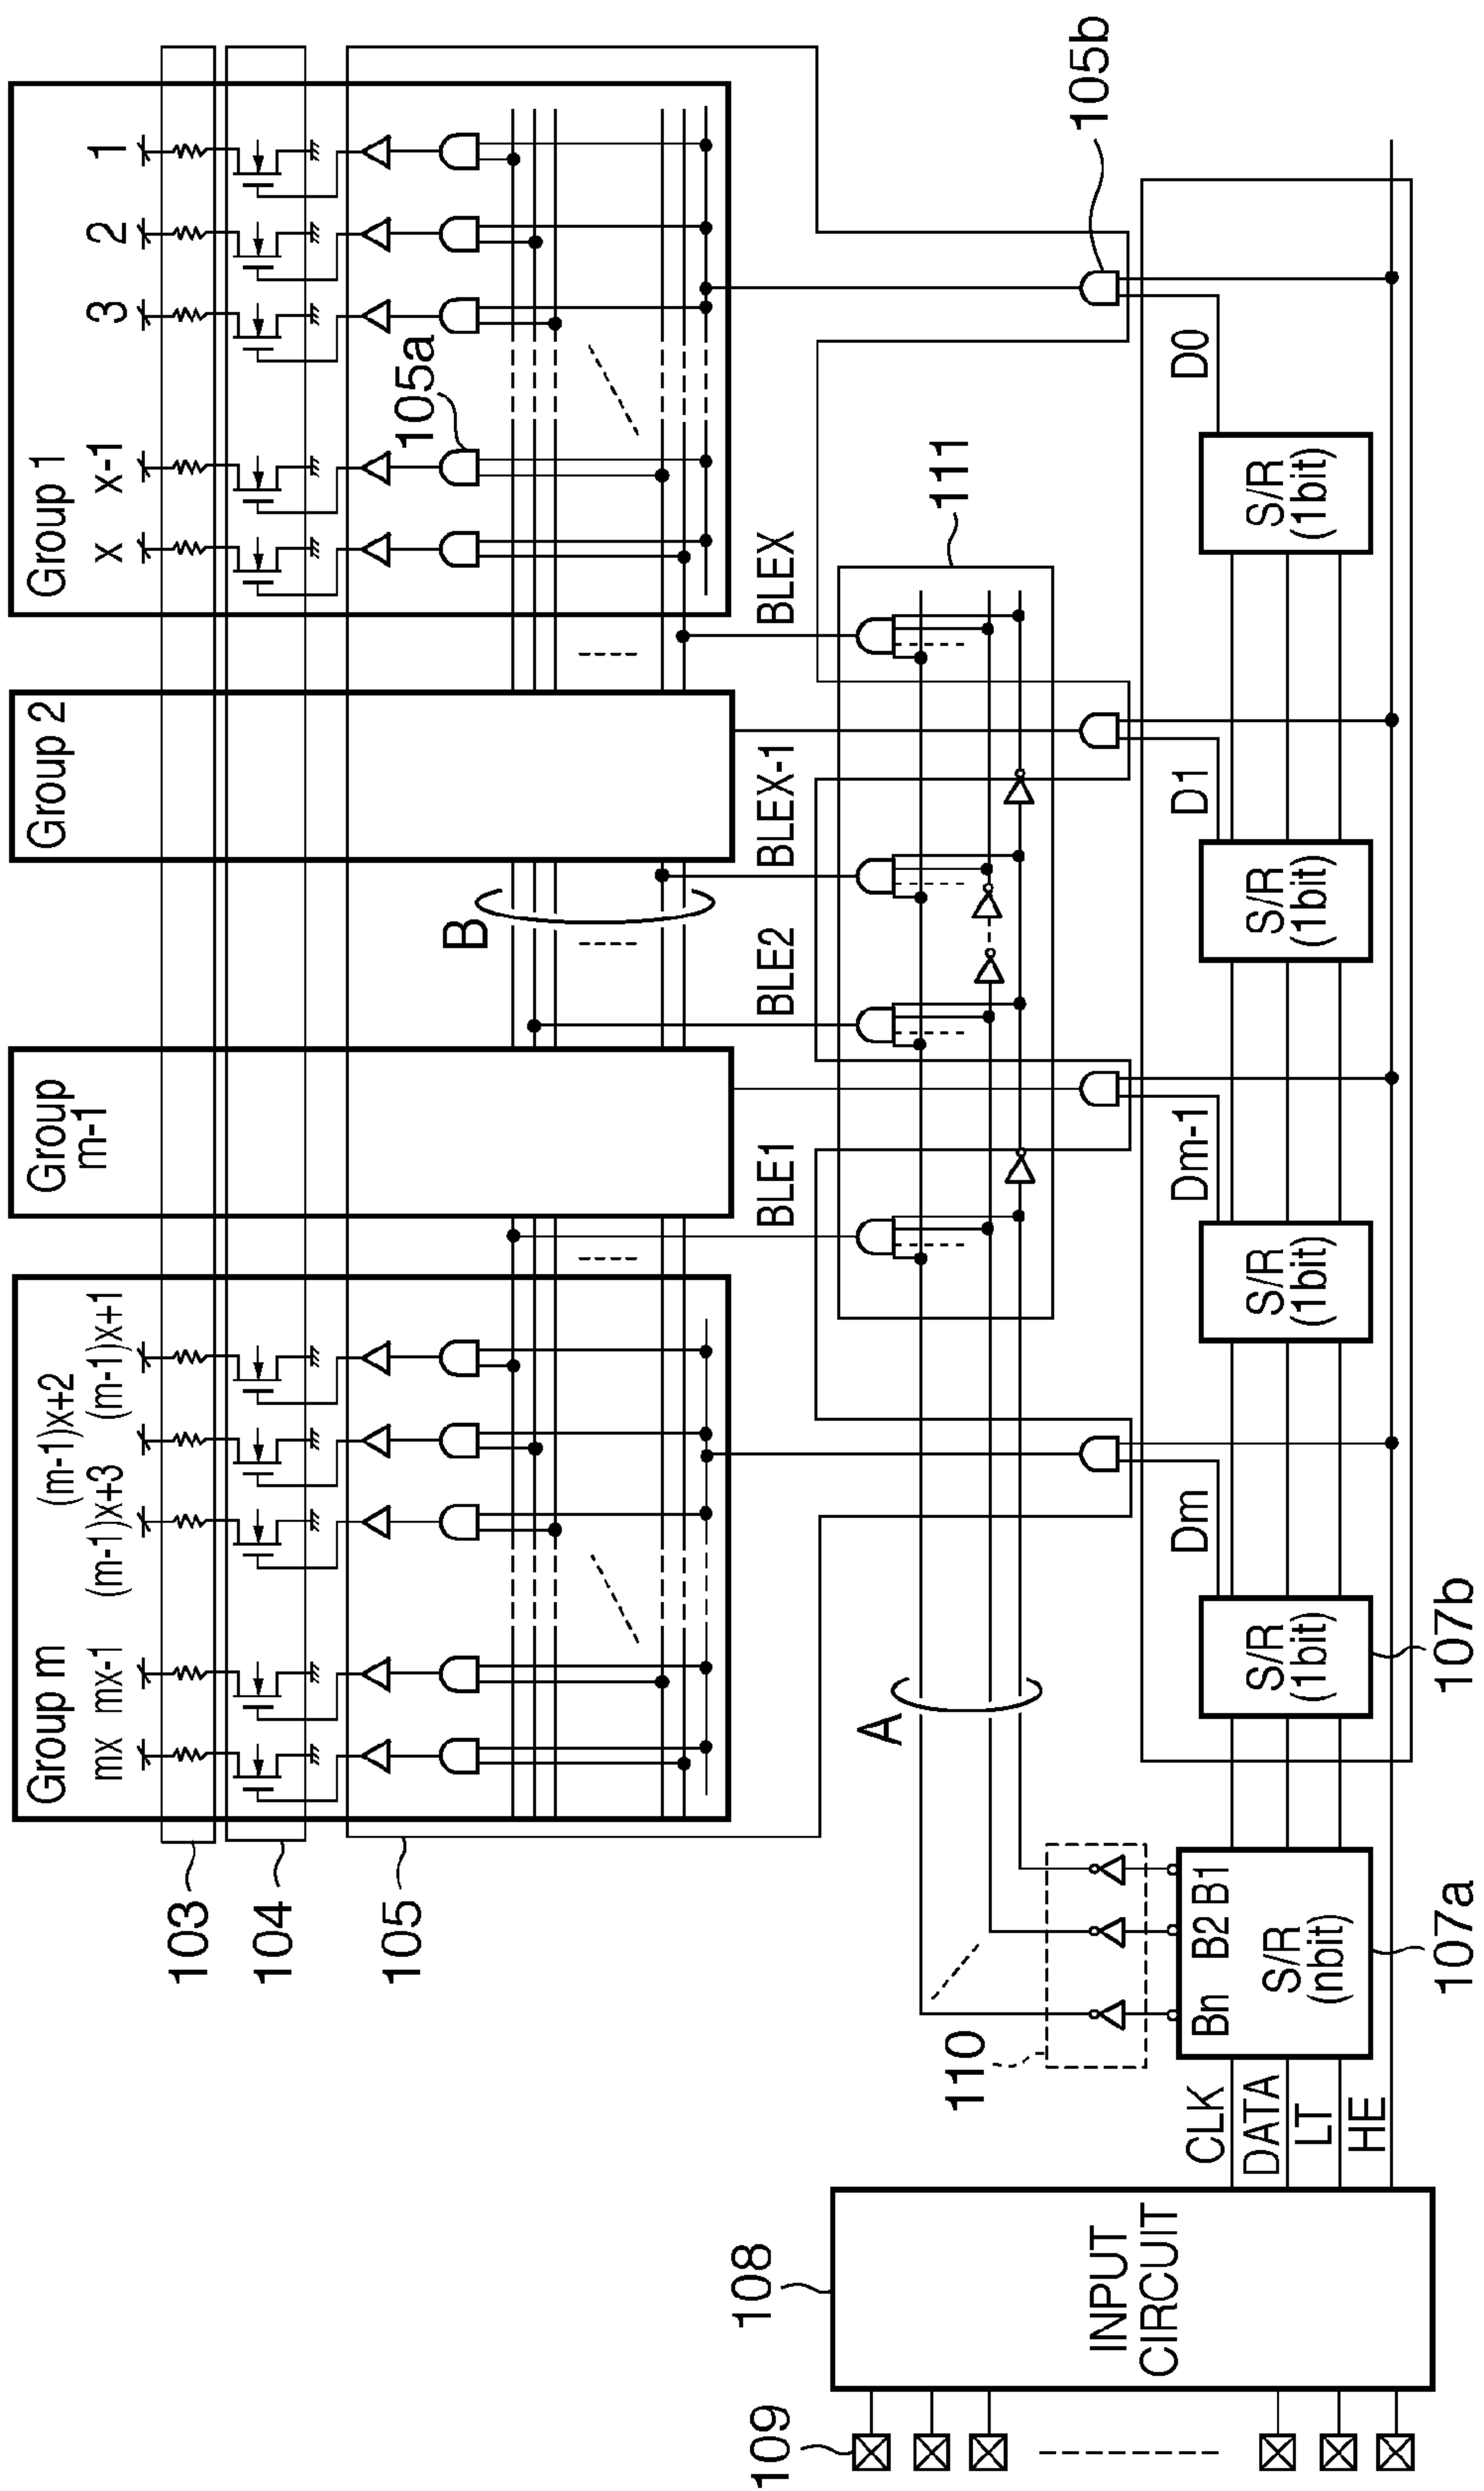 Group m
mx
mx-1
(m-1)x+3
(m-1)x+2
(m-1)x+1
Group
m-1
Group 2
Group 1
x
x-1
3
2
1
103
104
105
105a
B
BLE1
BLE2
BLEX-1
BLEX
111
105b
A
110
Dm
Dm-1
D1
D0
Bn
B2
B1
S/R
(nbit)
S/R
(1bit)
S/R
(1bit)
S/R
(1bit)
S/R
(1bit)
107a
107b
108
109
INPUT
CIRCUIT
CLK
DATA
LT
HE